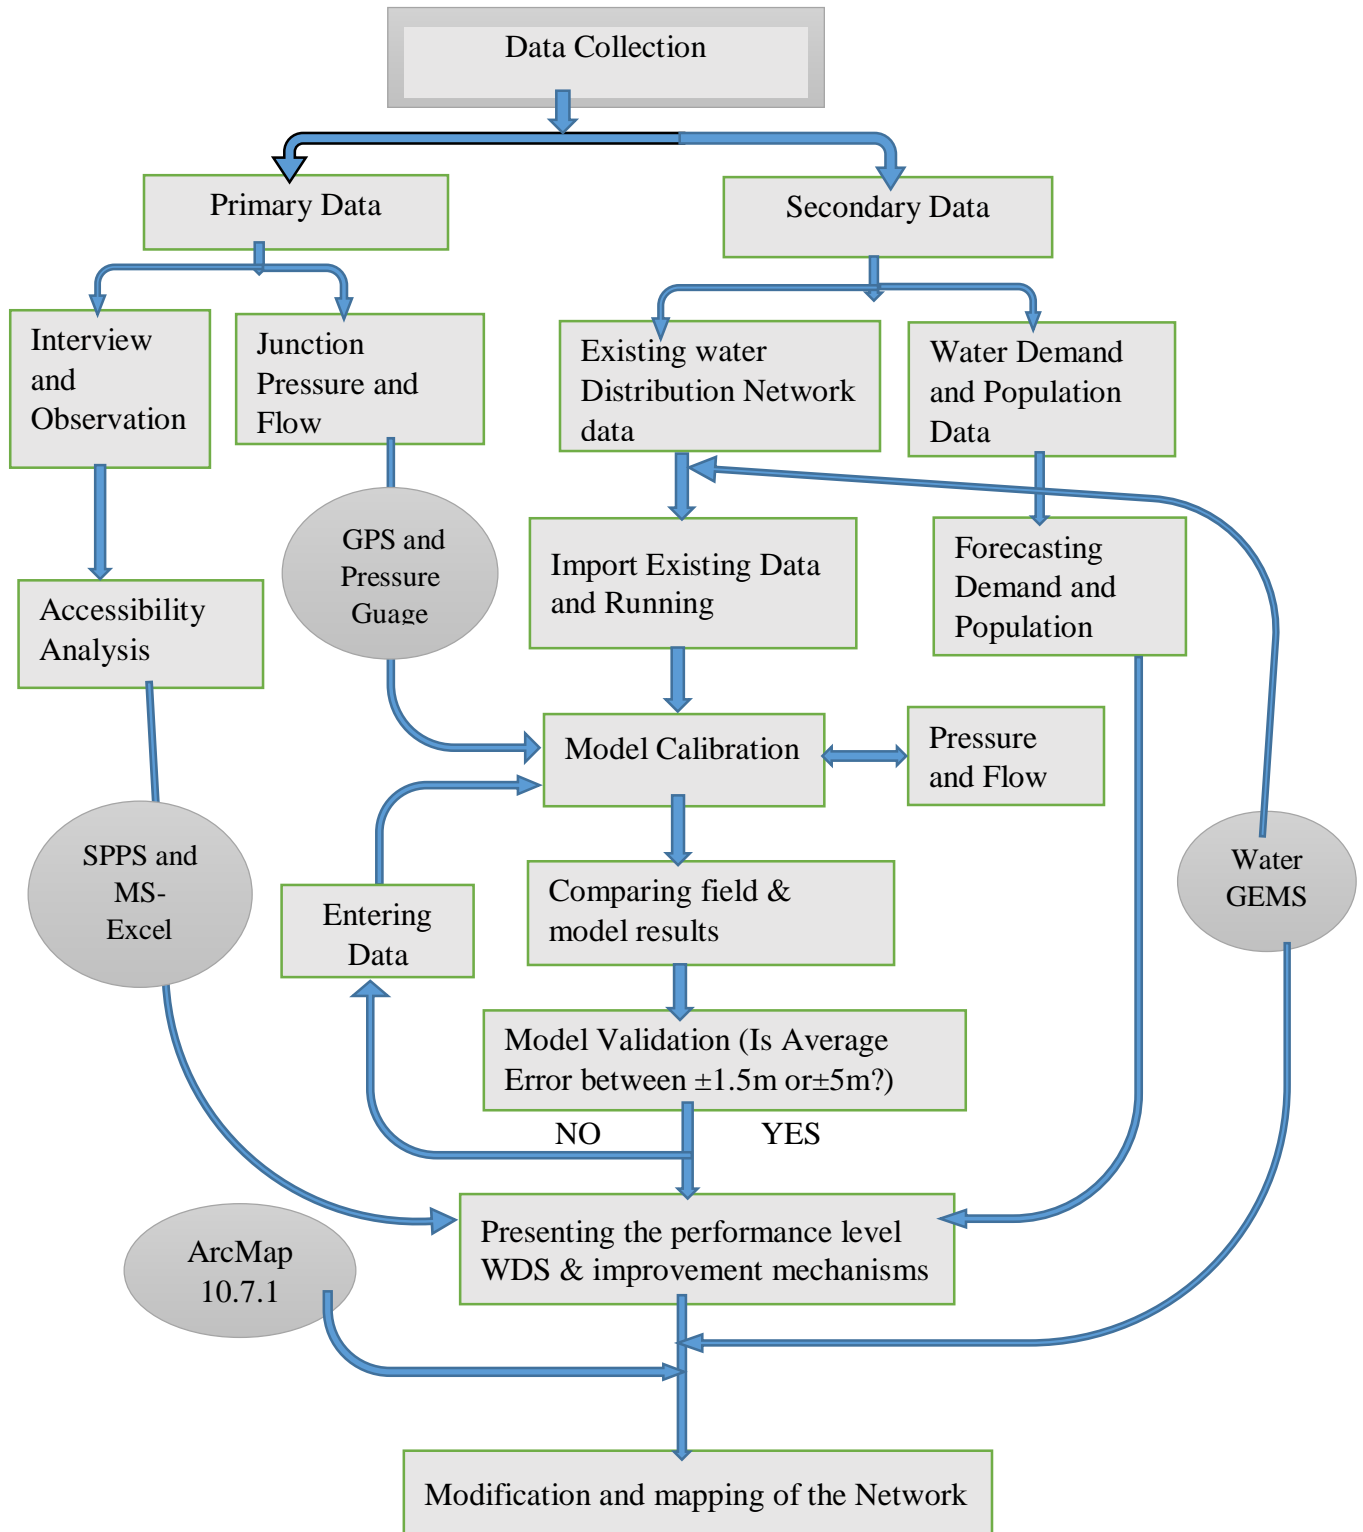 Data Collection
Primary Data
Secondary Data
Interview
and
Observation
Junction
Pressure and
Flow
Existing water
Distribution Network
data
Water Demand
and Population
Data
GPS and
Pressure
Guage
Import Existing Data
and Running
Forecasting
Demand and
Population
Accessibility
Analysis
Model Calibration
Pressure
and Flow
SPPS and
MS-
Excel
Entering
Data
Comparing field &
model results
Water
GEMS
Model Validation (Is Average
Error between ±1.5m or±5m?)
NO
YES
Presenting the performance level
WDS & improvement mechanisms
ArcMap
10.7.1
Modification and mapping of the Network